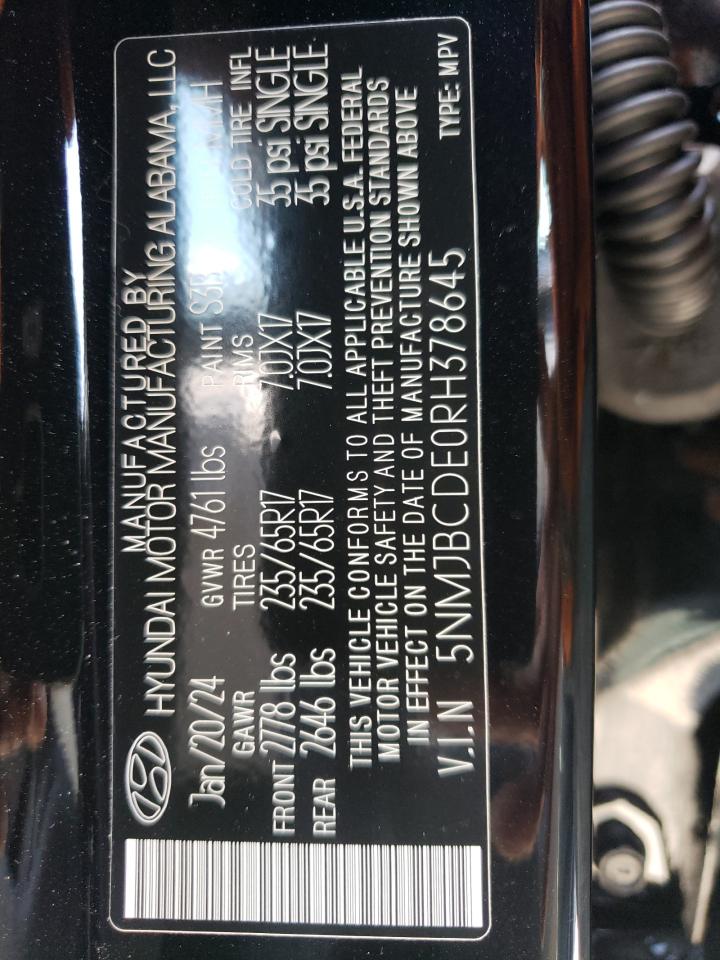 MANUFACTURED BY
HYUNDAI MOTOR MANUFACTURING ALABAMA, LLC
Jan/20/24 GVWR 4761 lbs PAINT S3B
GAWR TIRES RIMS COLD TIRE INFL
FRONT 2778 lbs 235/65R17 7.0JX17 35 psi SINGLE
REAR 2646 lbs 235/65R17 7.0JX17 35 psi SINGLE
THIS VEHICLE CONFORMS TO ALL APPLICABLE U.S.A. FEDERAL
MOTOR VEHICLE SAFETY AND THEFT PREVENTION STANDARDS
IN EFFECT ON THE DATE OF MANUFACTURE SHOWN ABOVE
V.I.N 5NMJBCDE0RH378645 TYPE: MPV